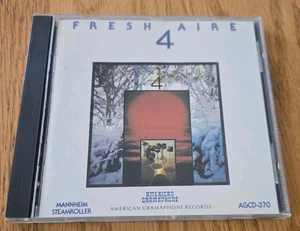 FRESH AIRE
4
4
AMERICAN
GRAMAPHONE
AMERICAN GRAMAPHONE RECORDS
MANNHEIM
STEAMROLLER
AGCD-370